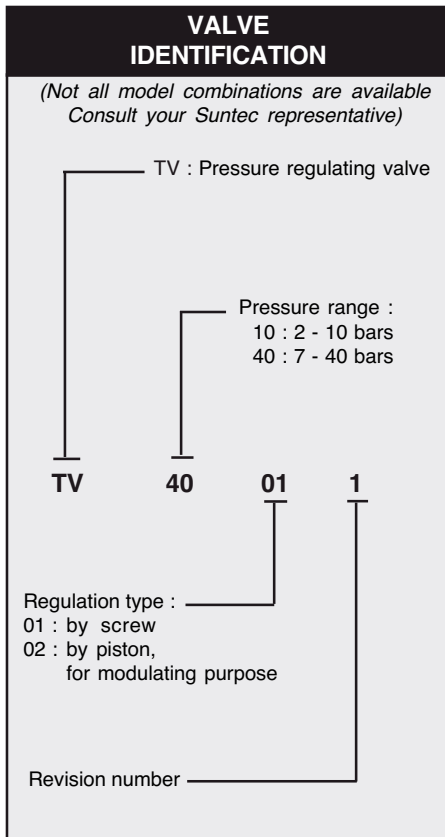 VALVE
IDENTIFICATION
(Not all model combinations are available
Consult your Suntec representative)
TV : Pressure regulating valve
Pressure range :
10 : 2 - 10 bars
40 : 7 - 40 bars
TV 40 01 1
Regulation type :
01 : by screw
02 : by piston,
for modulating purpose
Revision number